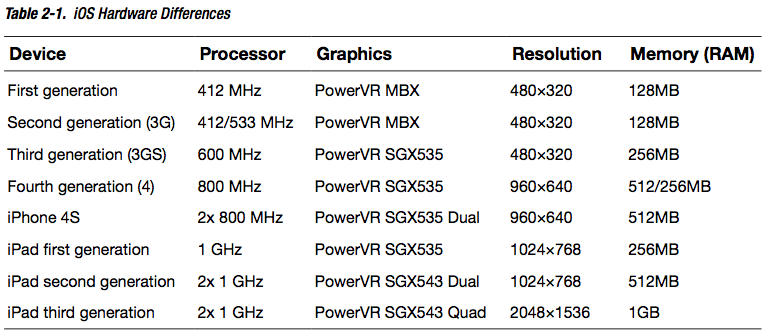 Table 2-1. iOS Hardware Differences
Device Processor Graphics Resolution Memory (RAM)
First generation 412 MHz PowerVR MBX 480×320 128MB
Second generation (3G) 412/533 MHz PowerVR MBX 480×320 128MB
Third generation (3GS) 600 MHz PowerVR SGX535 480×320 256MB
Fourth generation (4) 800 MHz PowerVR SGX535 960×640 512/256MB
iPhone 4S 2x 800 MHz PowerVR SGX535 Dual 960×640 512MB
iPad first generation 1 GHz PowerVR SGX535 1024×768 256MB
iPad second generation 2x 1 GHz PowerVR SGX543 Dual 1024×768 512MB
iPad third generation 2x 1 GHz PowerVR SGX543 Quad 2048×1536 1GB